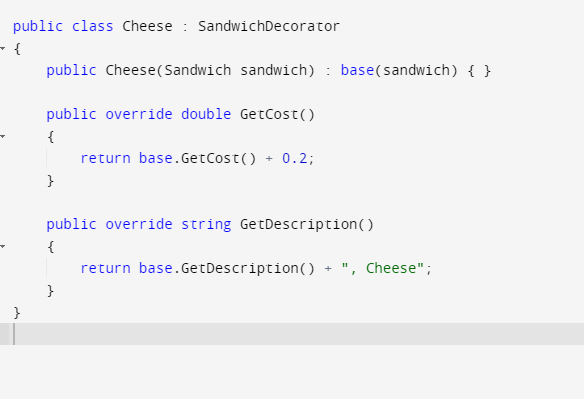 public class Cheese : SandwichDecorator
{
    public Cheese(Sandwich sandwich) : base(sandwich) { }
    public override double GetCost()
    {
        return base.GetCost() + 0.2;
    }
    public override string GetDescription()
    {
        return base.GetDescription() + ", Cheese";
    }
}